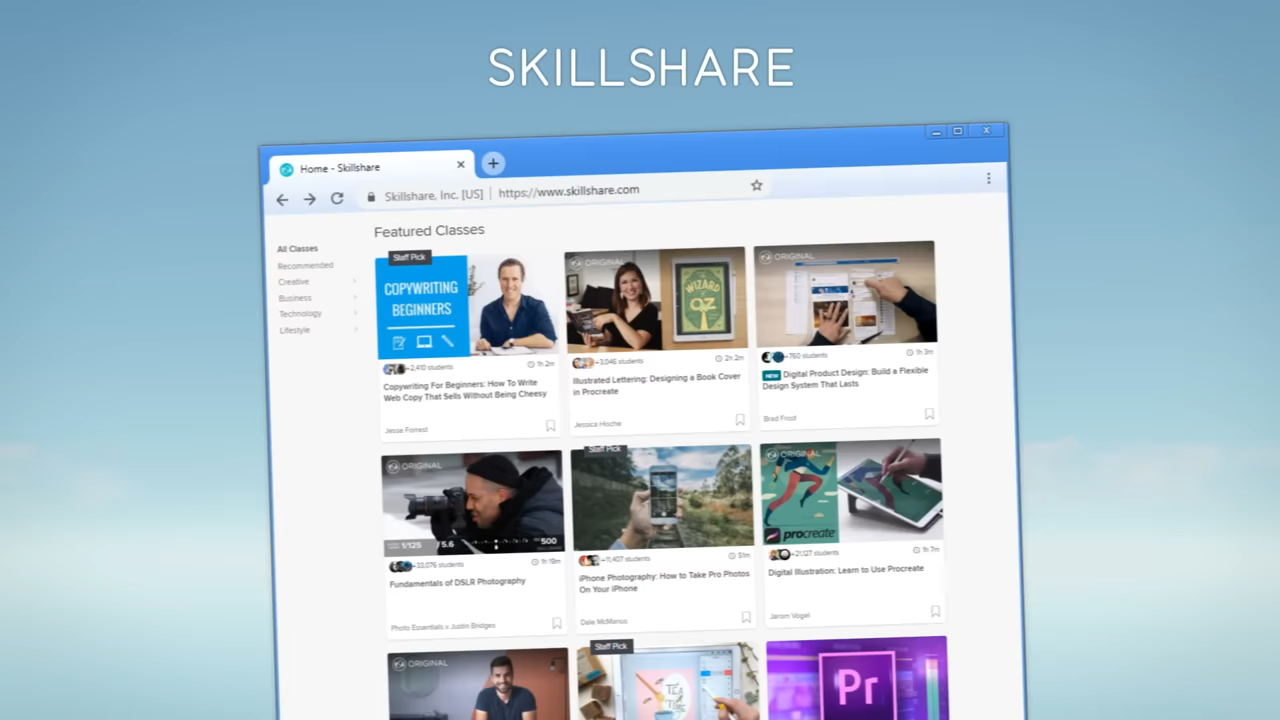 SKILLSHARE
Home - Skillshare
Skillshare, Inc. [US] | https://www.skillshare.com
Featured Classes
All Classes
Recommended
Creative
Business
Technology
Lifestyle
Staff Pick
COPYWRITING
BEGINNERS
+2,410 students
1h 2m
Copywriting For Beginners: How To Write
Web Copy That Sells Without Being Cheesy
Jesse Forrest
ORIGINAL
WIZARD
of
OZ
+3,046 students
2h 2m
Illustrated Lettering: Designing a Book Cover
in Procreate
Jessica Hische
ORIGINAL
+760 students
1h 3m
NEW Digital Product Design: Build a Flexible
Design System That Lasts
Brad Frost
ORIGINAL
1/125 / 5.6 500
+33,076 students
1h 19m
Fundamentals of DSLR Photography
Photo Essentials x Justin Bridges
Staff Pick
+11,407 students
51m
iPhone Photography: How to Take Pro Photos
On Your iPhone
Dale McManus
ORIGINAL
procreate
+21,127 students
1h 7m
Digital Illustration: Learn to Use Procreate
Jarom Vogel
ORIGINAL
Staff Pick
TEA
TIME
Pr